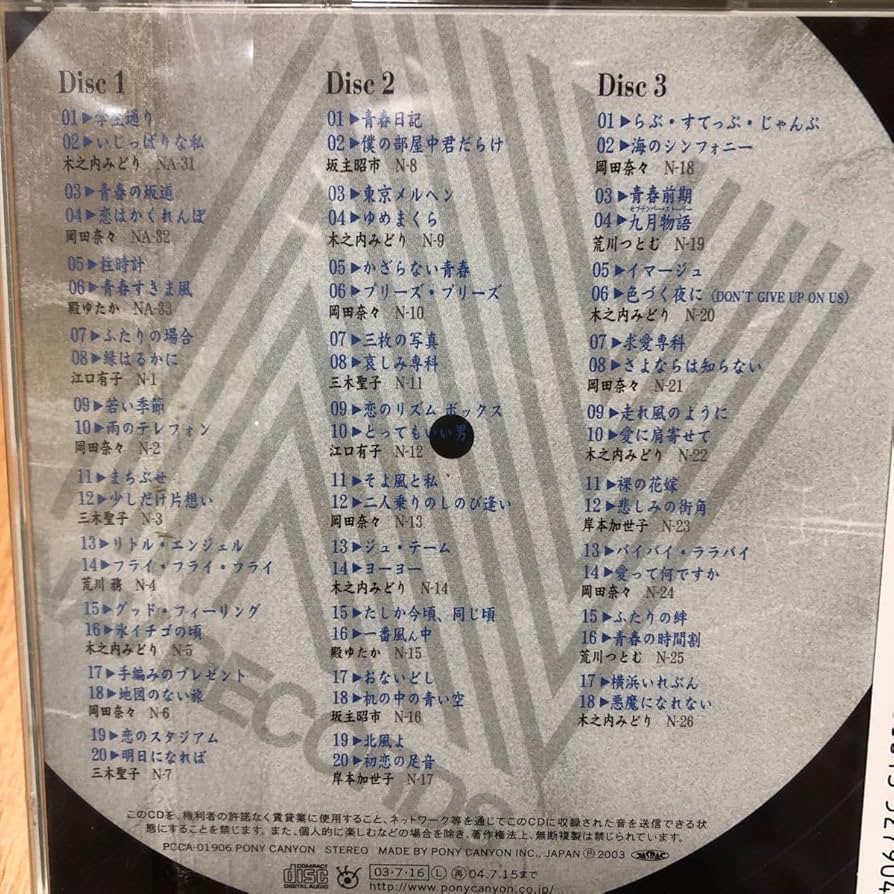 Disc 1
01▶学生通り
02▶いじっぱりな私
木之内みどり NA-31
03▶青春の坂道
04▶恋はかくれんぼ
岡田奈々 NA-32
05▶柱時計
06▶青春すきま風
殿ゆたか NA-33
07▶ふたりの場合
08▶縁はるかに
江口有子 N-1
09▶若い季節
10▶雨のテレフォン
岡田奈々 N-2
11▶まちぶせ
12▶少しだけ片想い
三木聖子 N-3
13▶リトル・エンジェル
14▶フライ・フライ・フライ
荒川務 N-4
15▶グッド・フィーリング
16▶氷イチゴの頃
木之内みどり N-5
17▶手編みのプレゼント
18▶地図のない旅
岡田奈々 N-6
19▶恋のスタジアム
20▶明日になれば
三木聖子 N-7
Disc 2
01▶青春日記
02▶僕の部屋中君だらけ
坂主昭市 N-8
03▶東京メルヘン
04▶ゆめまくら
木之内みどり N-9
05▶かざらない青春
06▶プリーズ・プリーズ
岡田奈々 N-10
07▶三枚の写真
08▶哀しみ専科
三木聖子 N-11
09▶恋のリズム ボックス
10▶とってもいい男
江口有子 N-12
11▶そよ風と私
12▶二人乗りのしのび逢い
岡田奈々 N-13
13▶ジュ・テーム
14▶ヨーヨー
木之内みどり N-14
15▶たしか今頃、同じ頃
16▶一番風ん中
殿ゆたか N-15
17▶おないどし
18▶机の中の青い空
坂主昭市 N-16
19▶北風よ
20▶初恋の足音
岸本加世子 N-17
Disc 3
01▶らぶ・すてっぷ・じゃんぷ
02▶海のシンフォニー
岡田奈々 N-18
03▶青春前期
セプテンバー・ストーリー
04▶九月物語
荒川つとむ N-19
05▶イマージュ
06▶色づく夜に (DON'T GIVE UP ON US)
木之内みどり N-20
07▶求愛専科
08▶さよならは知らない
岡田奈々 N-21
09▶走れ風のように
10▶愛に肩寄せて
木之内みどり N-22
11▶裸の花嫁
12▶悲しみの街角
岸本加世子 N-23
13▶バイバイ・ララバイ
14▶愛って何ですか
岡田奈々 N-24
15▶ふたりの絆
16▶青春の時間割
荒川つとむ N-25
17▶横浜いれぶん
18▶悪魔になれない
木之内みどり N-26
RECORDS
このCDを、権利者の許諾なく賃貸業に使用すること、ネットワーク等を通じてこのCDに収録された音を送信できる状
態にすることを禁じます。また、個人的に楽しむなどの場合を除き、著作権法上、無断複製は禁じられています。
PCCA-01906 PONY CANYON STEREO MADE BY PONY CANYON INC., JAPAN Ⓟ 2003 JASRAC
COMPACT
disc
DIGITAL AUDIO
03・7・16 Ⓛ 再 04.7.15まで
http://www.ponycanyon.co.jp/